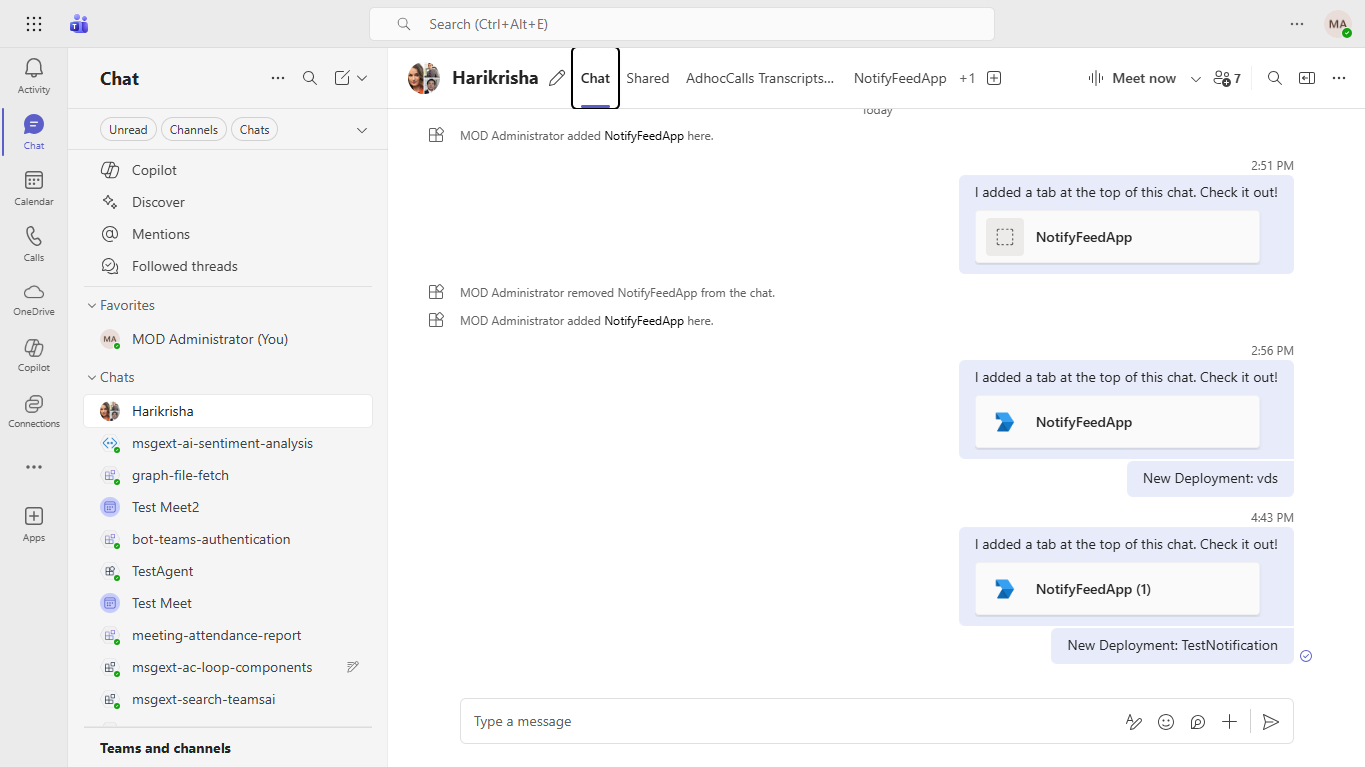 Search (Ctrl+Alt+E)
MA
Activity
Chat
Calendar
Calls
OneDrive
Copilot
Connections
Apps
Chat
Unread
Channels
Chats
Copilot
Discover
Mentions
Followed threads
Favorites
MA
MOD Administrator (You)
Chats
Harikrisha
msgext-ai-sentiment-analysis
graph-file-fetch
Test Meet2
bot-teams-authentication
TestAgent
Test Meet
meeting-attendance-report
msgext-ac-loop-components
msgext-search-teamsai
Teams and channels
Harikrisha
Chat
Shared
AdhocCalls Transcripts...
NotifyFeedApp
+1
Meet now
7
Today
MOD Administrator added NotifyFeedApp here.
2:51 PM
I added a tab at the top of this chat. Check it out!
NotifyFeedApp
MOD Administrator removed NotifyFeedApp from the chat.
MOD Administrator added NotifyFeedApp here.
2:56 PM
I added a tab at the top of this chat. Check it out!
NotifyFeedApp
New Deployment: vds
4:43 PM
I added a tab at the top of this chat. Check it out!
NotifyFeedApp (1)
New Deployment: TestNotification
Type a message